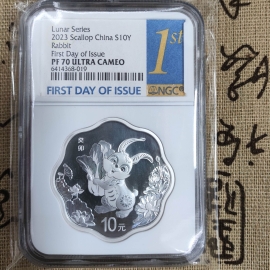 Lunar Series
2023 Scallop China S10Y
Rabbit
First Day of Issue
PF 70 ULTRA CAMEO
6414368-019
1st
FIRST DAY OF ISSUE
NGC
癸
卯
10元